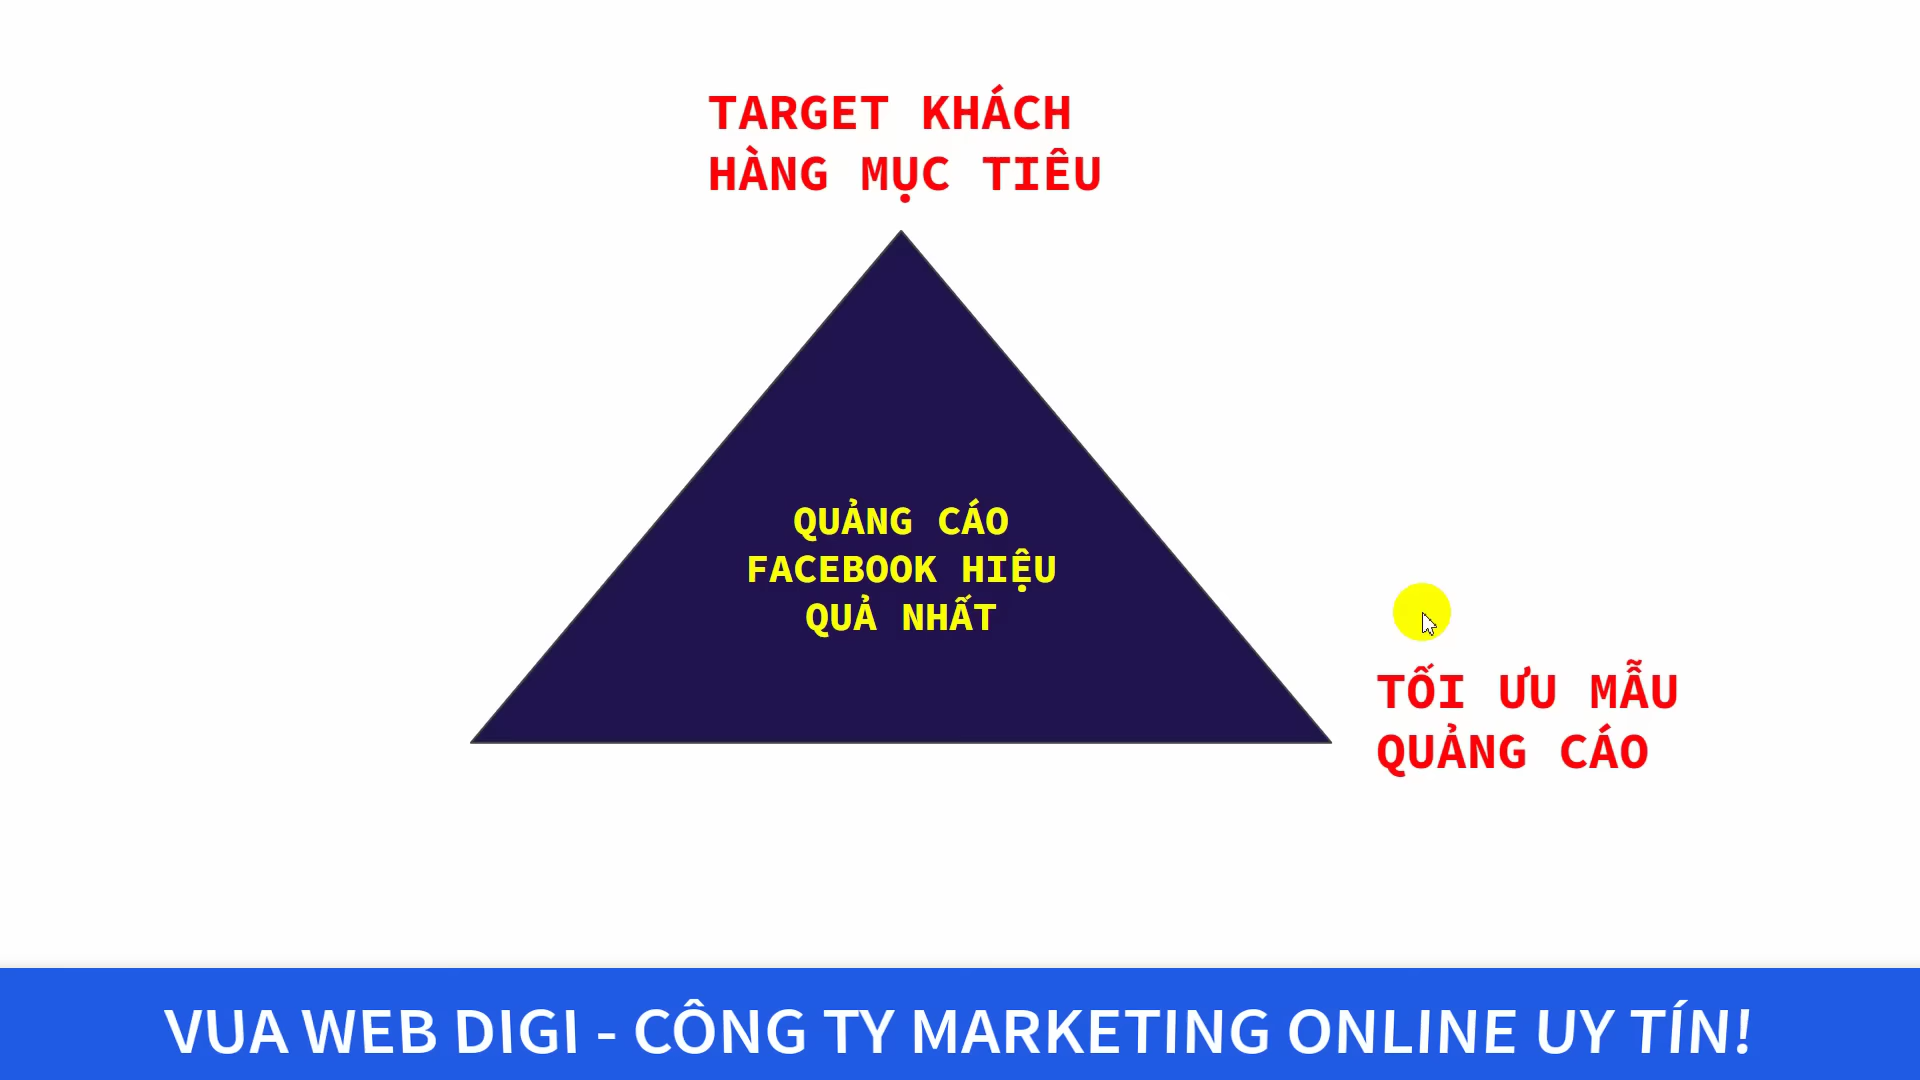 TARGET KHÁCH
HÀNG MỤC TIÊU
QUẢNG CÁO
FACEBOOK HIỆU
QUẢ NHẤT
TỐI ƯU MẪU
QUẢNG CÁO
VUA WEB DIGI - CÔNG TY MARKETING ONLINE UY TÍN!